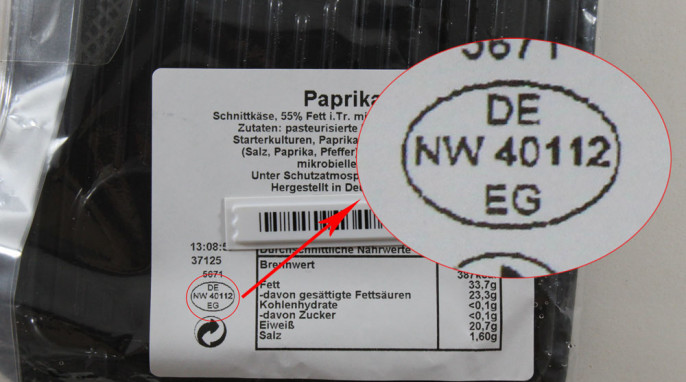 Paprika
Schnittkäse, 55% Fett i.Tr.
Zutaten: pasteurisierte
Starterkulturen, Paprika
(Salz, Paprika, Pfeffer)
mikrobielle
Unter Schutzatmosp
Hergestellt in De
13:08:5
37125
5671
DE
NW 40112
EG
Durchschnittliche Nährwerte
Brennwert
387k
Fett 33,7g
-davon gesättigte Fettsäuren 23,3g
Kohlenhydrate <0,1g
-davon Zucker <0,1g
Eiweiß 20,7g
Salz 1,60g
5671
DE
NW 40112
EG